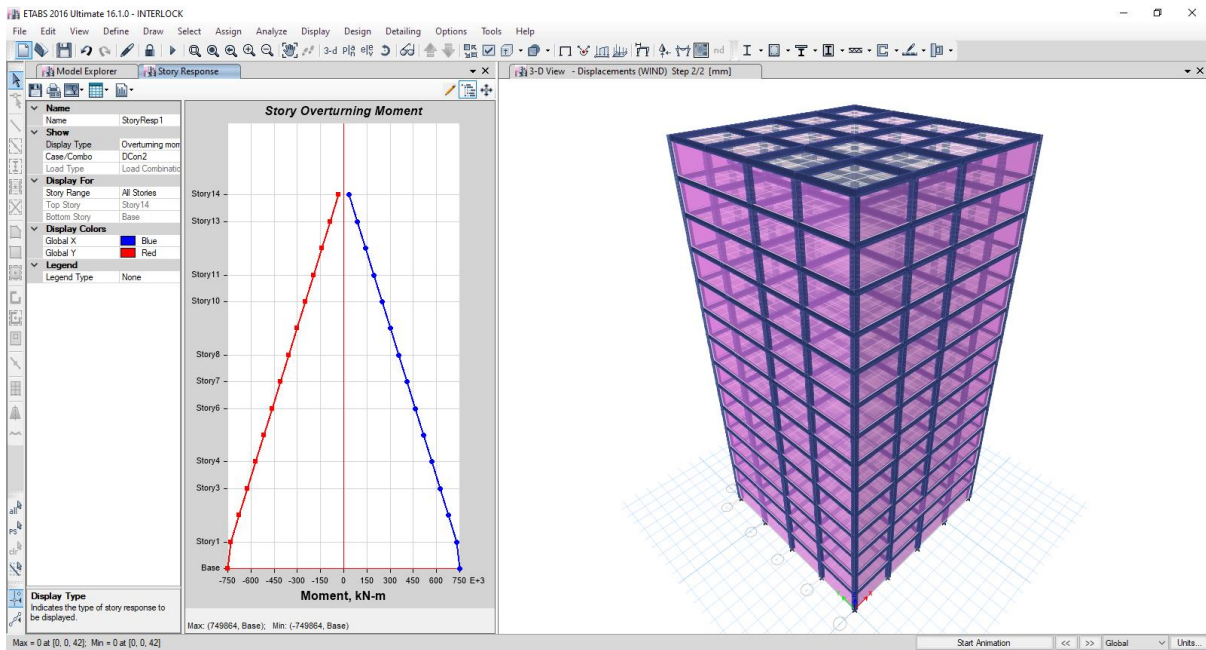 ETABS 2016 Ultimate 16.1.0 - INTERLOCK
File Edit View Define Draw Select Assign Analyze Display Design Detailing Options Tools Help
3-d
nd
Model Explorer
Story Response
3-D View - Displacements (WIND) Step 2/2 [mm]
Name
Name StoryResp1
Show
Display Type Overturning mom
Case/Combo DCon2
Load Type Load Combinatio
Display For
Story Range All Stories
Top Story Story14
Bottom Story Base
Display Colors
Global X Blue
Global Y Red
Legend
Legend Type None
Story Overturning Moment
Story14
Story13
Story11
Story10
Story8
Story7
Story6
Story4
Story3
Story1
Base
-750 -600 -450 -300 -150 0 150 300 450 600 750 E+3
Moment, kN-m
Max: (749864, Base); Min: (-749864, Base)
all
PS
clr
Display Type
Indicates the type of story response to
be displayed.
Max = 0 at [0, 0, 42]; Min = 0 at [0, 0, 42]
Start Animation << >> Global Units...